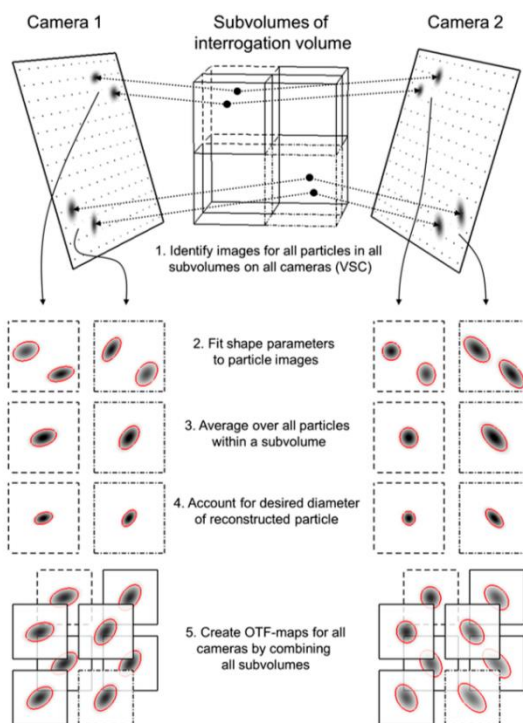 Camera 1
Subvolumes of
interrogation volume
Camera 2
1. Identify images for all particles in all
subvolumes on all cameras (VSC)
2. Fit shape parameters
to particle images
3. Average over all particles
within a subvolume
4. Account for desired diameter
of reconstructed particle
5. Create OTF-maps for all
cameras by combining
all subvolumes